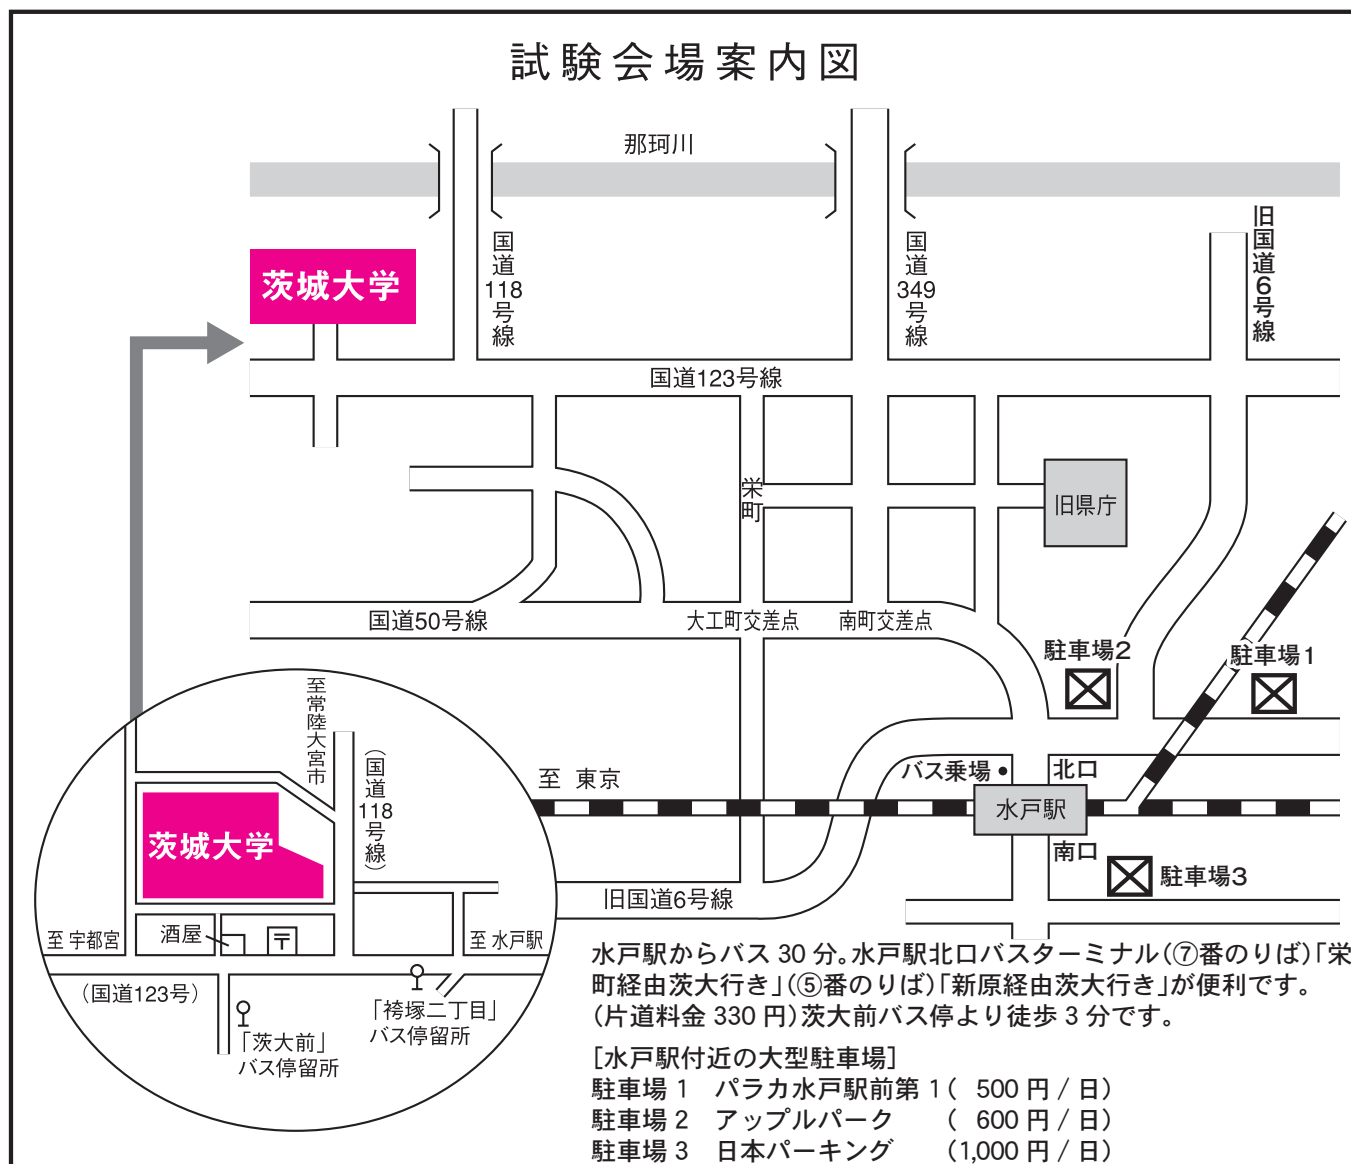 試験会場案内図
那珂川
国道118号線
国道349号線
旧国道6号線
茨城大学
国道123号線
栄町
旧県庁
国道50号線
大工町交差点
南町交差点
駐車場2
駐車場1
至 東京
バス乗場
北口
水戸駅
南口
駐車場3
旧国道6号線
至常陸大宮市
(国道118号線)
茨城大学
至 宇都宮
酒屋
〒
至 水戸駅
(国道123号)
「茨大前」
バス停留所
「袴塚二丁目」
バス停留所
水戸駅からバス 30 分。水戸駅北口バスターミナル(⑦番のりば)「栄
町経由茨大行き」(⑤番のりば)「新原経由茨大行き」が便利です。
(片道料金 330 円)茨大前バス停より徒歩 3 分です。
[水戸駅付近の大型駐車場]
駐車場 1 パラカ水戸駅前第 1( 500 円 / 日)
駐車場 2 アップルパーク ( 600 円 / 日)
駐車場 3 日本パーキング (1,000 円 / 日)